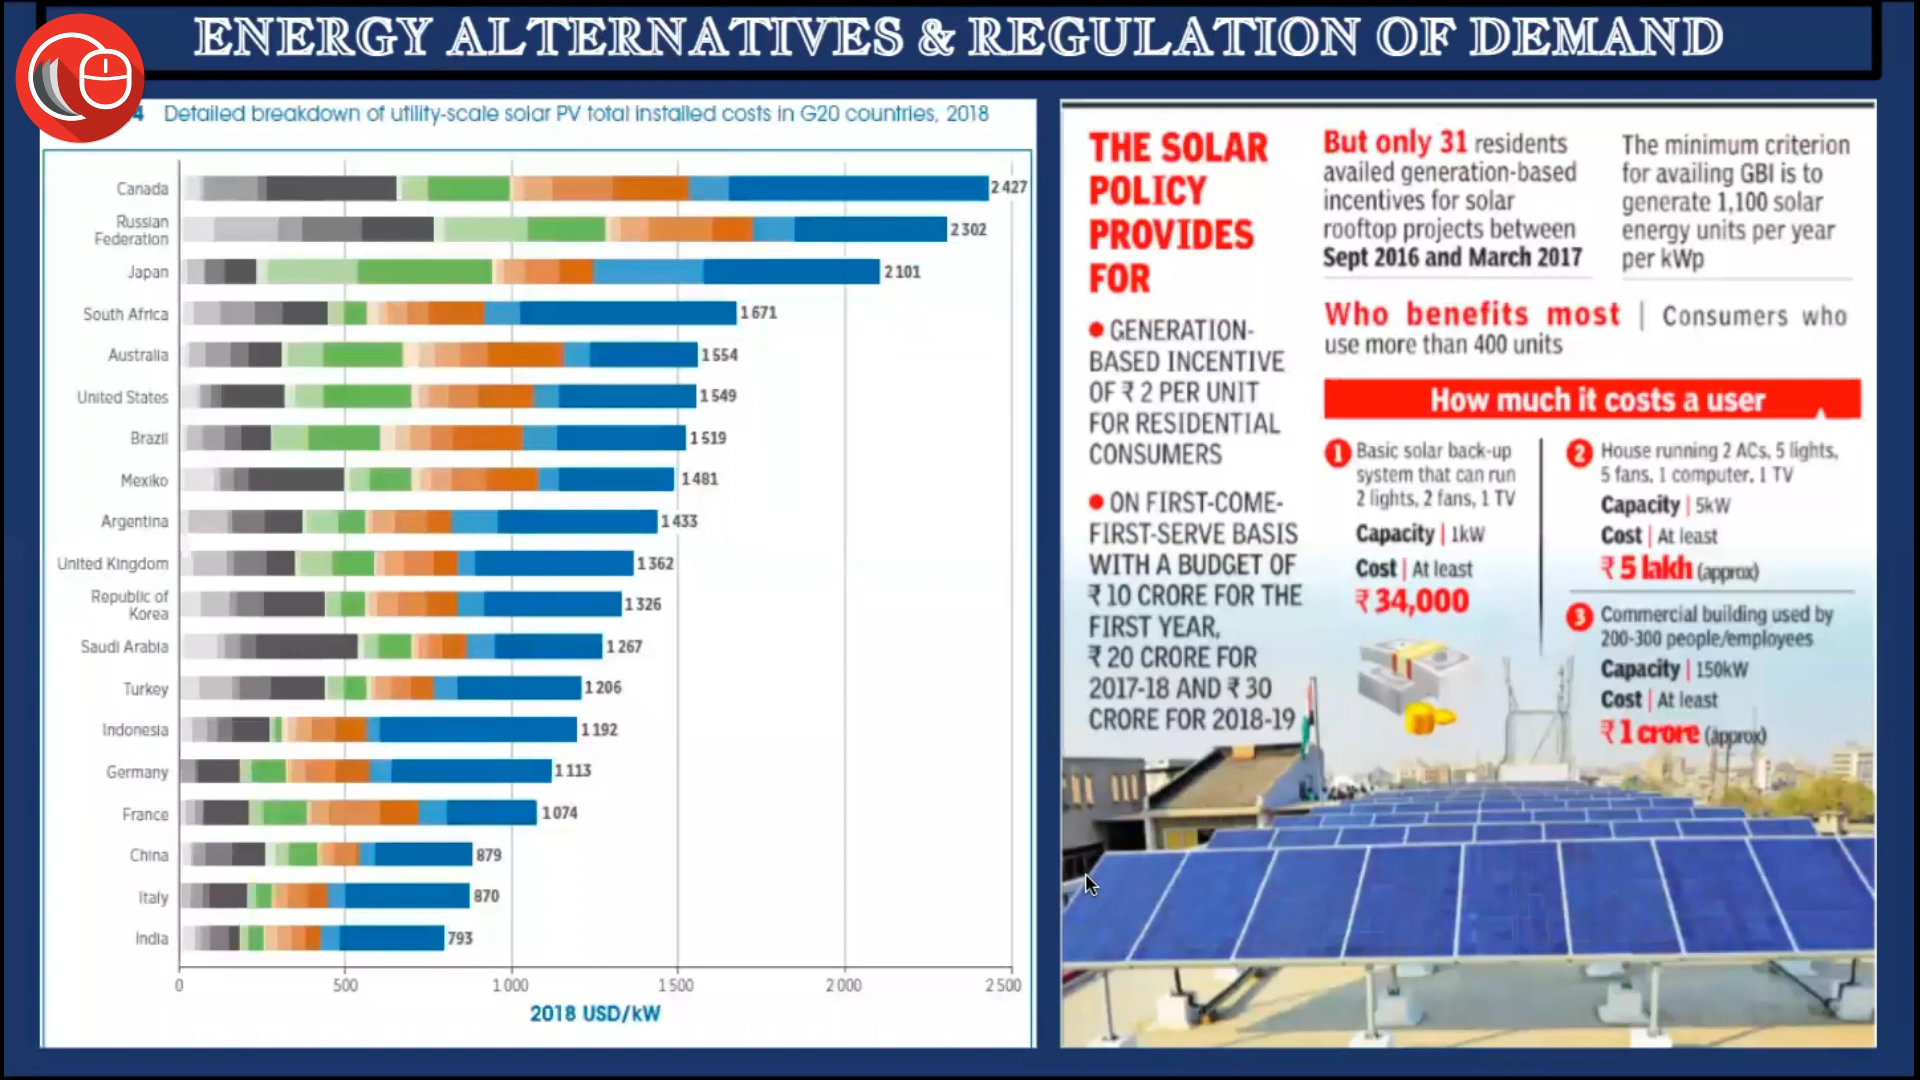 ENERGY ALTERNATIVES & REGULATION OF DEMAND
4 Detailed breakdown of utility-scale solar PV total installed costs in G20 countries, 2018
Canada 2 427
Russian
Federation 2 302
Japan 2 101
South Africa 1 671
Australia 1 554
United States 1 549
Brazil 1 519
Mexiko 1 481
Argentina 1 433
United Kingdom 1 362
Republic of
Korea 1 326
Saudi Arabia 1 267
Turkey 1 206
Indonesia 1 192
Germany 1 113
France 1 074
China 879
Italy 870
India 793
0 500 1 000 1 500 2 000 2 500
2018 USD/kW
THE SOLAR
POLICY
PROVIDES
FOR
● GENERATION-
BASED INCENTIVE
OF ₹ 2 PER UNIT
FOR RESIDENTIAL
CONSUMERS
● ON FIRST-COME-
FIRST-SERVE BASIS
WITH A BUDGET OF
₹ 10 CRORE FOR THE
FIRST YEAR,
₹ 20 CRORE FOR
2017-18 AND ₹ 30
CRORE FOR 2018-19
But only 31 residents
availed generation-based
incentives for solar
rooftop projects between
Sept 2016 and March 2017
The minimum criterion
for availing GBI is to
generate 1,100 solar
energy units per year
per kWp
Who benefits most | Consumers who
use more than 400 units
How much it costs a user
1 Basic solar back-up
system that can run
2 lights, 2 fans, 1 TV
Capacity | 1kW
Cost | At least
₹ 34,000
2 House running 2 ACs, 5 lights,
5 fans, 1 computer, 1 TV
Capacity | 5kW
Cost | At least
₹ 5 lakh (approx)
3 Commercial building used by
200-300 people/employees
Capacity | 150kW
Cost | At least
₹ 1 crore (approx)